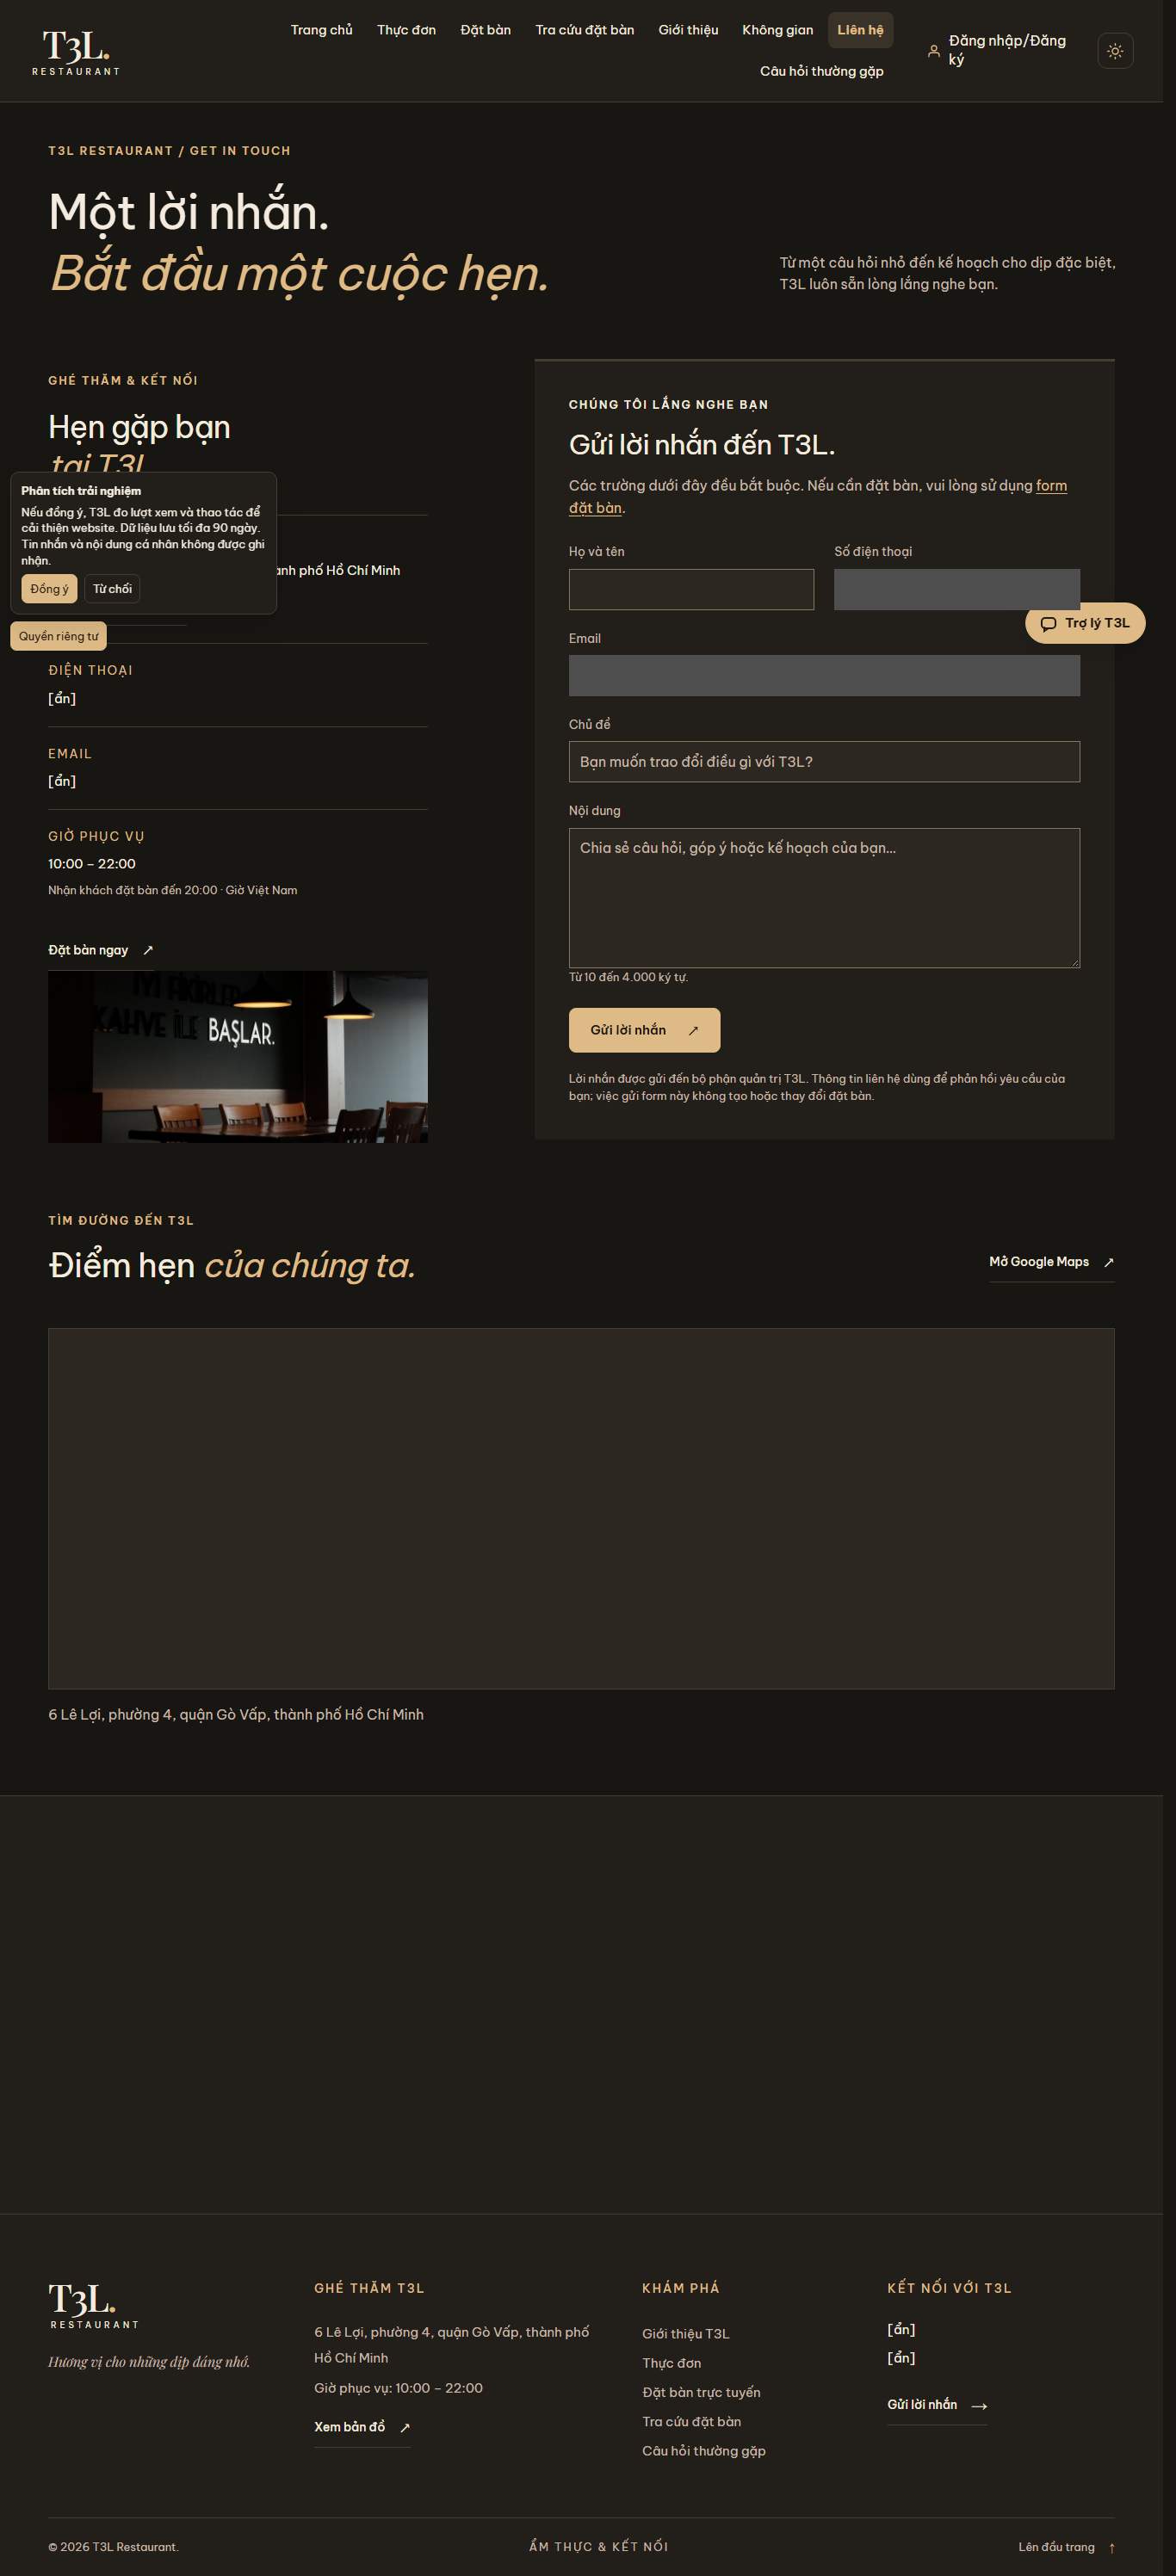 T3L.
RESTAURANT
Trang chủ
Thực đơn
Đặt bàn
Tra cứu đặt bàn
Giới thiệu
Không gian
Liên hệ
Câu hỏi thường gặp
Đăng nhập/Đăng
ký
T3L RESTAURANT / GET IN TOUCH
Một lời nhắn.
Bắt đầu một cuộc hẹn.
Từ một câu hỏi nhỏ đến kế hoạch cho dịp đặc biệt,
T3L luôn sẵn lòng lắng nghe bạn.
GHÉ THĂM & KẾT NỐI
Hẹn gặp bạn
tại T3L
Phân tích trải nghiệm
Nếu đồng ý, T3L đo lượt xem và thao tác để
cải thiện website. Dữ liệu lưu tối đa 90 ngày.
Tin nhắn và nội dung cá nhân không được ghi
nhận.
Đồng ý
Từ chối
Quyền riêng tư
phố Hồ Chí Minh
ĐIỆN THOẠI
[ẩn]
EMAIL
[ẩn]
GIỜ PHỤC VỤ
10:00 – 22:00
Nhận khách đặt bàn đến 20:00 · Giờ Việt Nam
Đặt bàn ngay ↗
KAHVE İLE BAŞLAR.
CHÚNG TÔI LẮNG NGHE BẠN
Gửi lời nhắn đến T3L.
Các trường dưới đây đều bắt buộc. Nếu cần đặt bàn, vui lòng sử dụng form
đặt bàn.
Họ và tên
Số điện thoại
Trợ lý T3L
Email
Chủ đề
Bạn muốn trao đổi điều gì với T3L?
Nội dung
Chia sẻ câu hỏi, góp ý hoặc kế hoạch của bạn...
Từ 10 đến 4.000 ký tự.
Gửi lời nhắn ↗
Lời nhắn được gửi đến bộ phận quản trị T3L. Thông tin liên hệ dùng để phản hồi yêu cầu của
bạn; việc gửi form này không tạo hoặc thay đổi đặt bàn.
TÌM ĐƯỜNG ĐẾN T3L
Điểm hẹn của chúng ta.
Mở Google Maps ↗
6 Lê Lợi, phường 4, quận Gò Vấp, thành phố Hồ Chí Minh
T3L.
RESTAURANT
Hương vị cho những dịp đáng nhớ.
GHÉ THĂM T3L
6 Lê Lợi, phường 4, quận Gò Vấp, thành phố
Hồ Chí Minh
Giờ phục vụ: 10:00 – 22:00
Xem bản đồ ↗
KHÁM PHÁ
Giới thiệu T3L
Thực đơn
Đặt bàn trực tuyến
Tra cứu đặt bàn
Câu hỏi thường gặp
KẾT NỐI VỚI T3L
[ẩn]
[ẩn]
Gửi lời nhắn →
© 2026 T3L Restaurant.
ẨM THỰC & KẾT NỐI
Lên đầu trang ↑